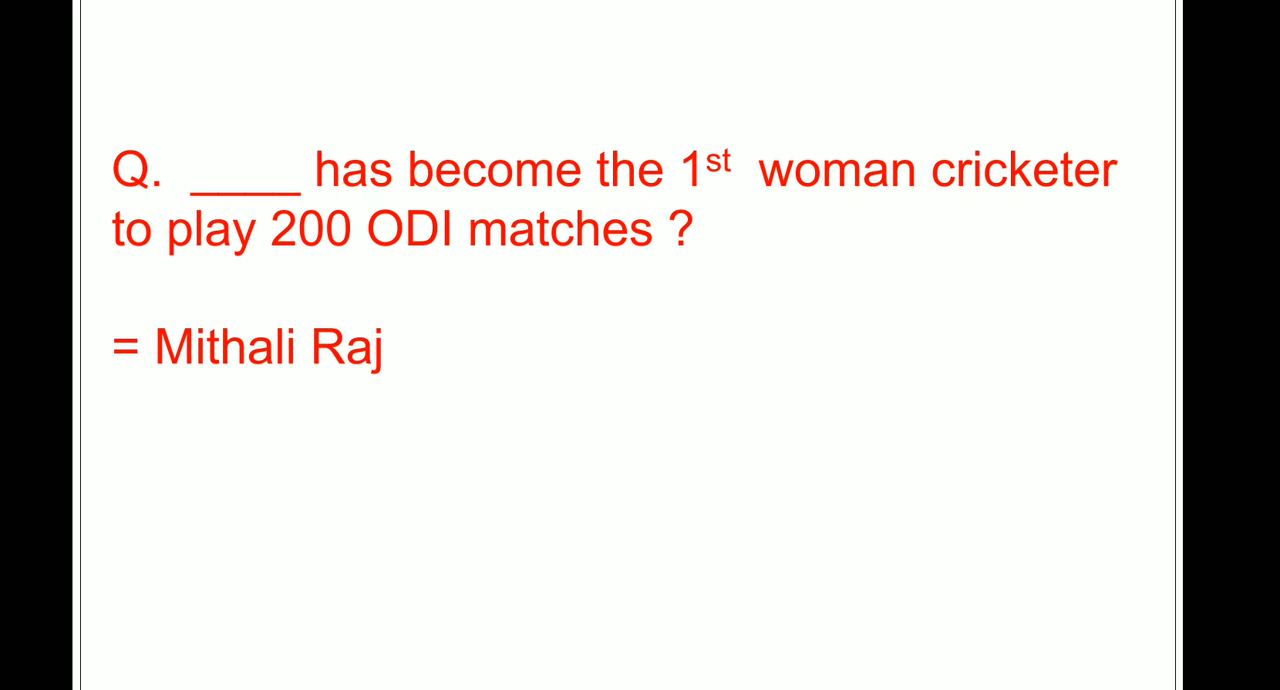 Q. ____ has become the 1st woman cricketer
to play 200 ODI matches ?
= Mithali Raj